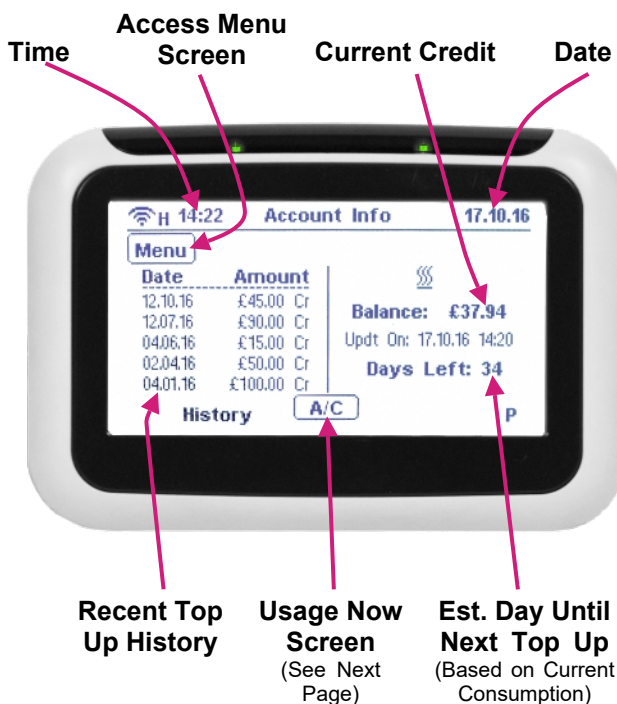 Access Menu
Time Screen Current Credit Date
H 14:22 Account Info 17.10.16
Menu
Date Amount
12.10.16 £45.00 Cr
12.07.16 £90.00 Cr
04.06.16 £15.00 Cr
02.04.16 £50.00 Cr
04.01.16 £100.00 Cr
Balance: £37.94
Updt On: 17.10.16 14:20
Days Left: 34
History A/C P
Recent Top
Up History
Usage Now
Screen
(See Next
Page)
Est. Day Until
Next Top Up
(Based on Current
Consumption)